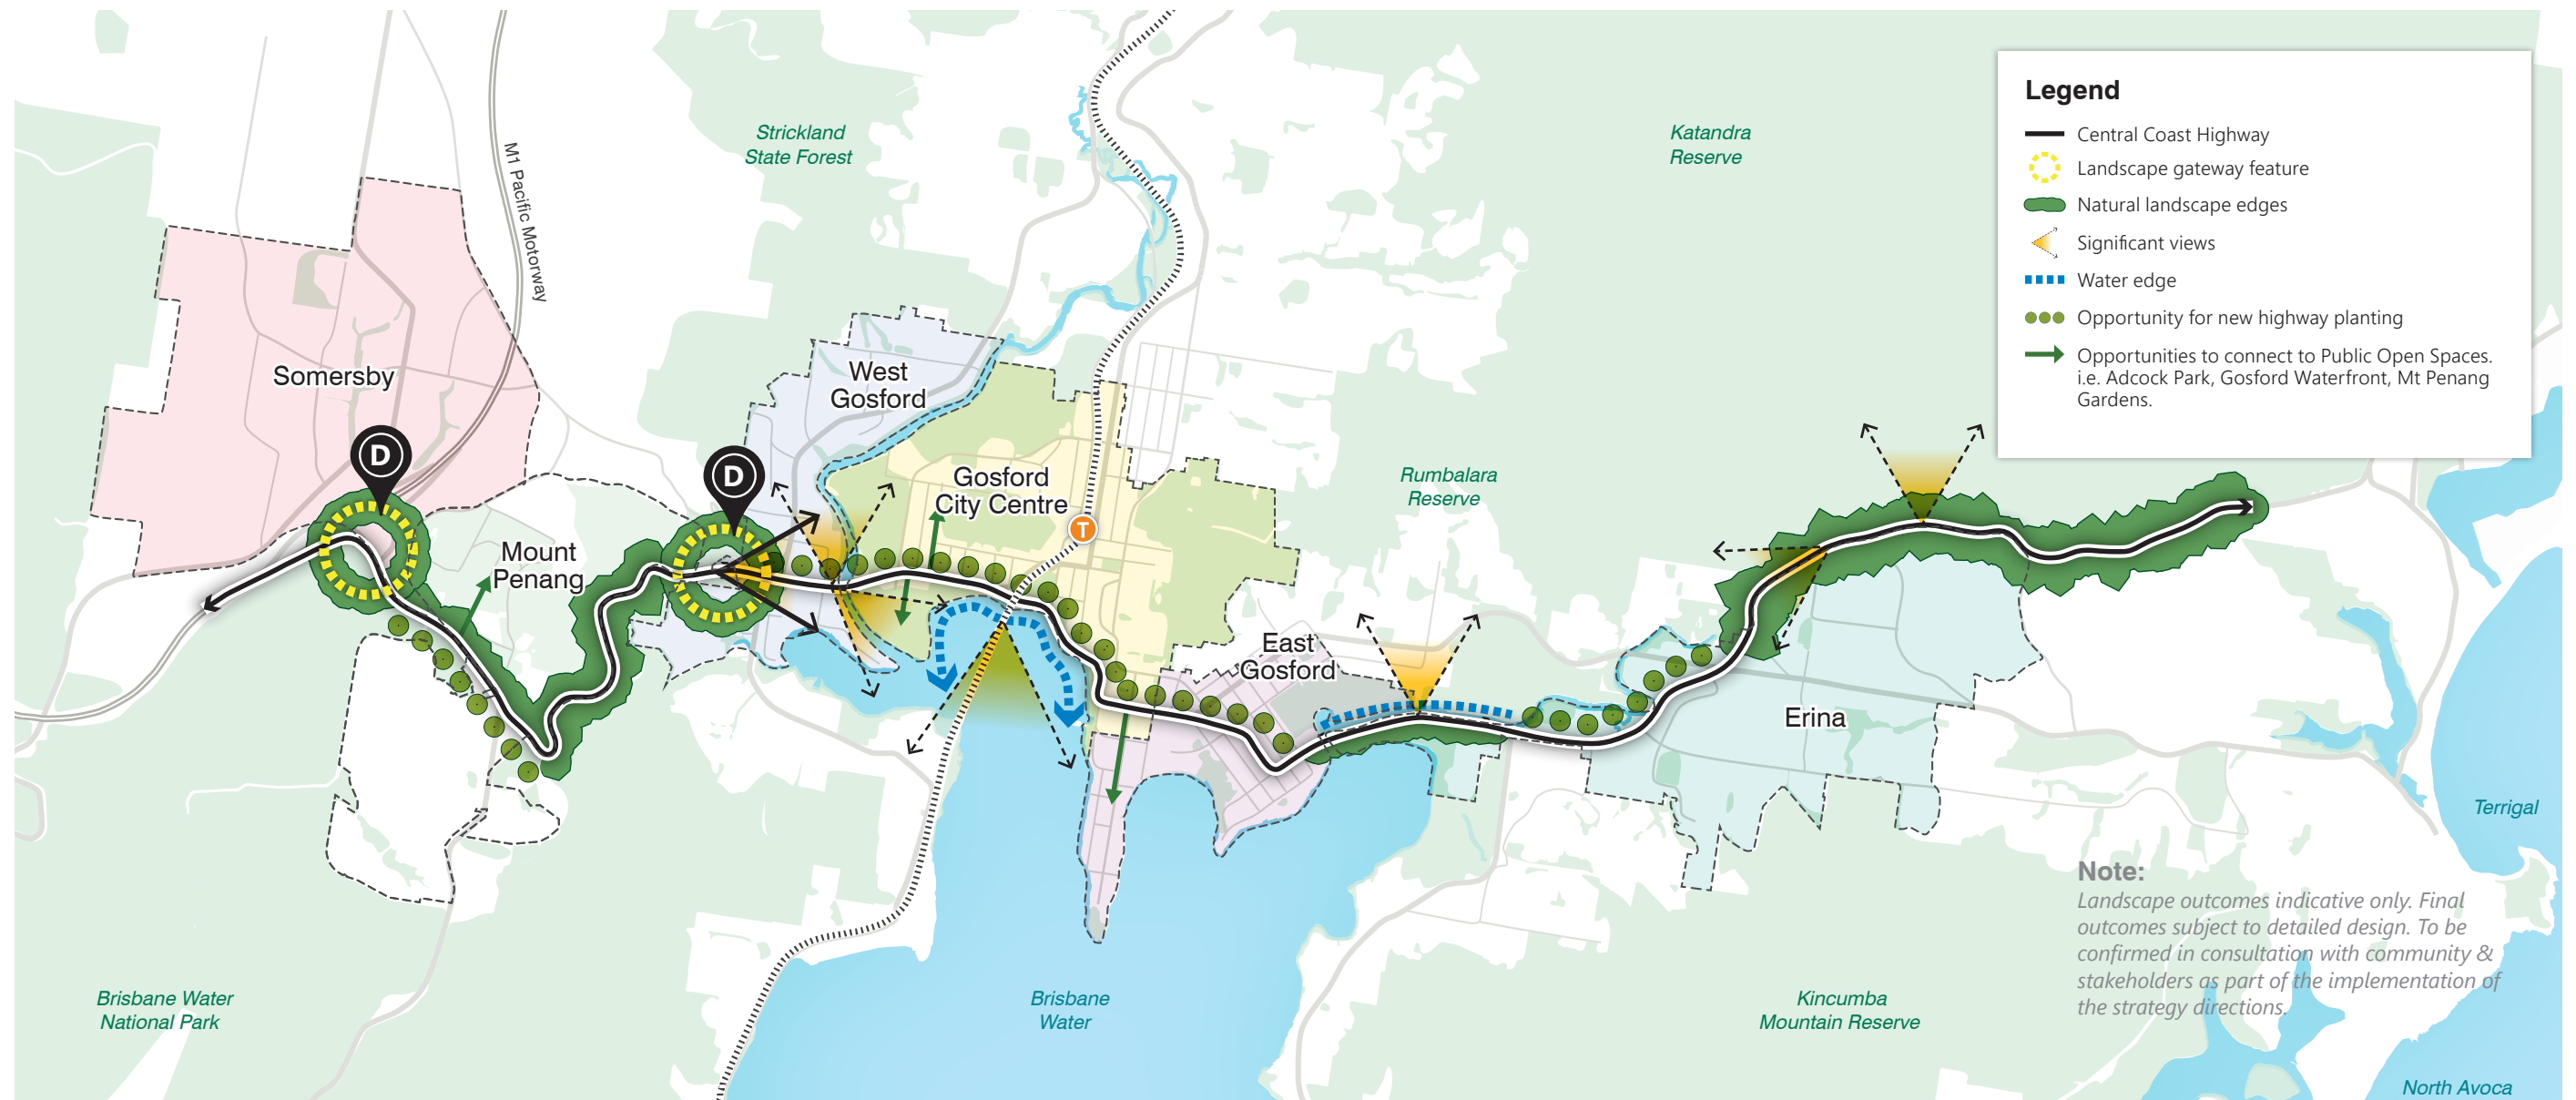 Legend
Central Coast Highway
Landscape gateway feature
Natural landscape edges
Significant views
Water edge
Opportunity for new highway planting
Opportunities to connect to Public Open Spaces.
i.e. Adcock Park, Gosford Waterfront, Mt Penang
Gardens.
M1 Pacific Motorway
Strickland
State Forest
Katandra
Reserve
Somersby
West
Gosford
D
D
Gosford
City Centre
T
Rumbalara
Reserve
Mount
Penang
East
Gosford
Erina
Terrigal
Note:
Landscape outcomes indicative only. Final
outcomes subject to detailed design. To be
confirmed in consultation with community &
stakeholders as part of the implementation of
the strategy directions.
Brisbane Water
National Park
Brisbane
Water
Kincumba
Mountain Reserve
North Avoca